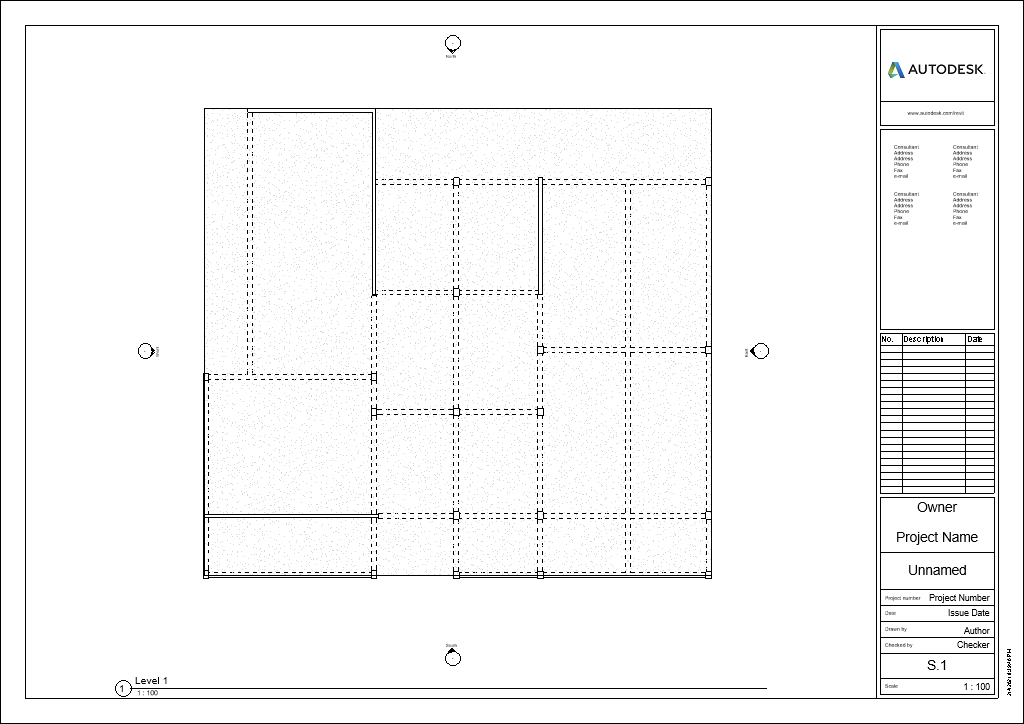 North
AUTODESK.
www.autodesk.com/revit
Consultant
Address
Address
Phone
Fax
e-mail
Consultant
Address
Address
Phone
Fax
e-mail
Consultant
Address
Address
Phone
Fax
e-mail
Consultant
Address
Address
Phone
Fax
e-mail
No. Description Date
Owner
Project Name
Unnamed
Project number Project Number
Date Issue Date
Drawn by Author
Checked by Checker
S.1
Scale 1 : 100
South
1 Level 1
1 : 100